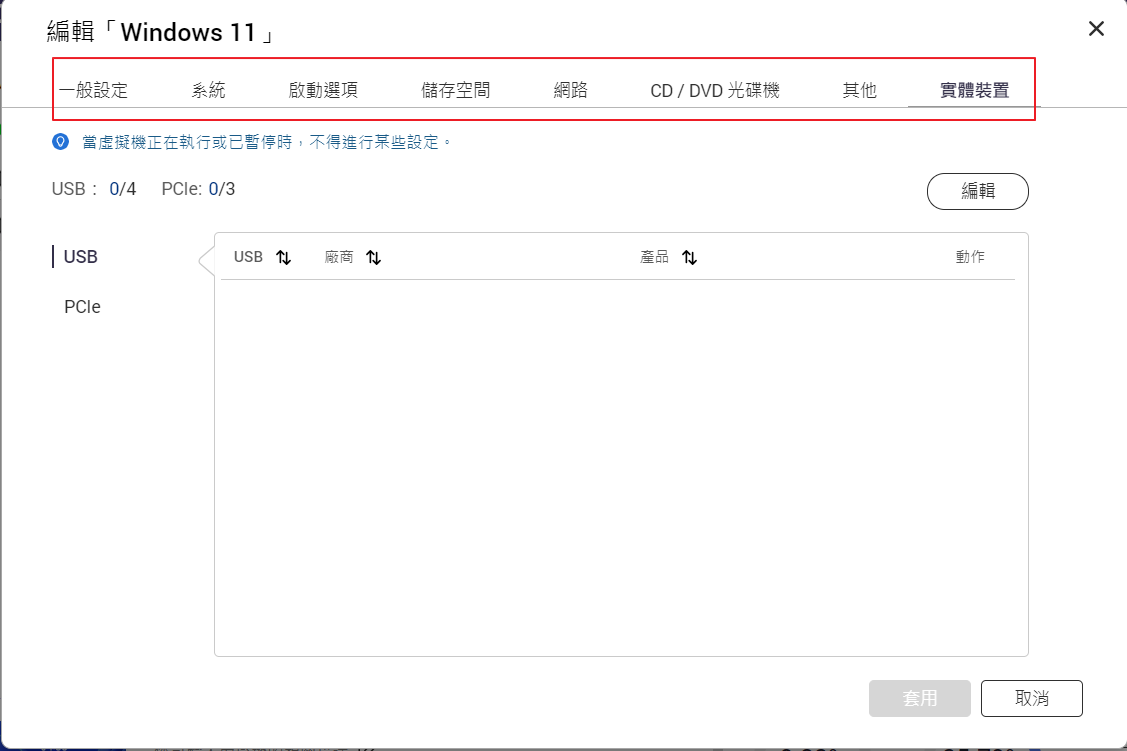 編輯「Windows 11」
一般設定 系統 啟動選項 儲存空間 網路 CD / DVD 光碟機 其他 實體裝置
當虛擬機正在執行或已暫停時，不得進行某些設定。
USB： 0/4 PCIe: 0/3 編輯
USB
PCIe
USB 廠商 產品 動作
套用 取消